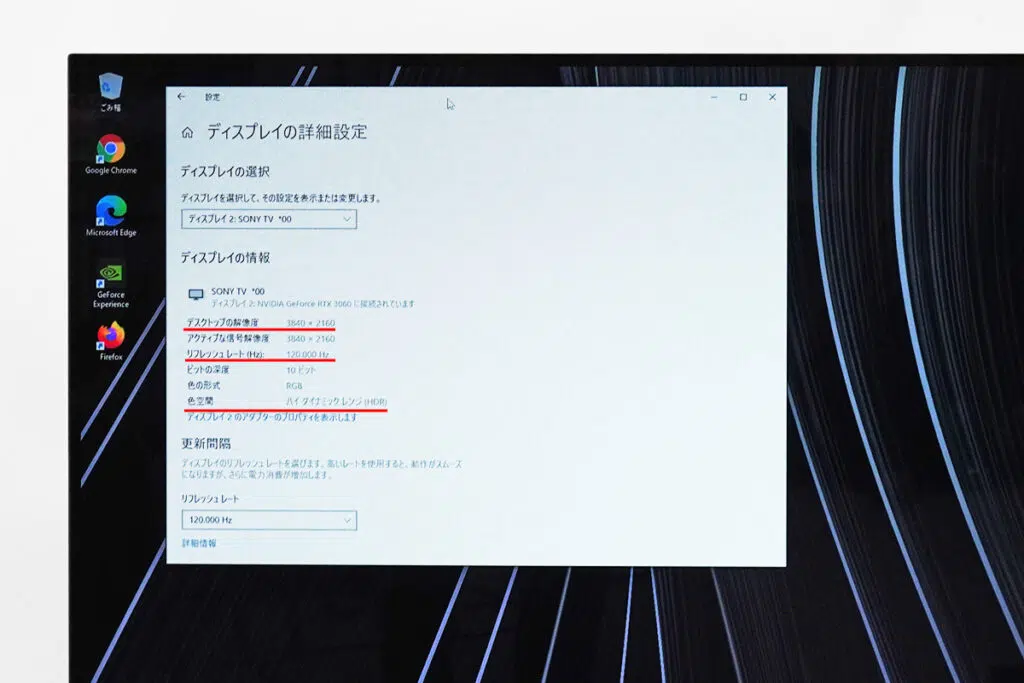 ごみ箱
Google Chrome
Microsoft Edge
GeForce
Experience
Firefox
設定
ディスプレイの詳細設定
ディスプレイの選択
ディスプレイを選択して、その設定を表示または変更します。
ディスプレイ 2: SONY TV *00
ディスプレイの情報
SONY TV *00
ディスプレイ 2: NVIDIA GeForce RTX 3060 に接続されています
デスクトップの解像度 3840 × 2160
アクティブな信号解像度 3840 × 2160
リフレッシュ レート (Hz): 120.000 Hz
ビットの深度 10 ビット
色の形式 RGB
色空間 ハイ ダイナミック レンジ (HDR)
ディスプレイ 2 のアダプターのプロパティを表示します
更新間隔
ディスプレイのリフレッシュ レートを選びます。高いレートを使用すると、動作がスムーズ
になりますが、さらに電力消費が増加します。
リフレッシュ レート
120.000 Hz
詳細情報